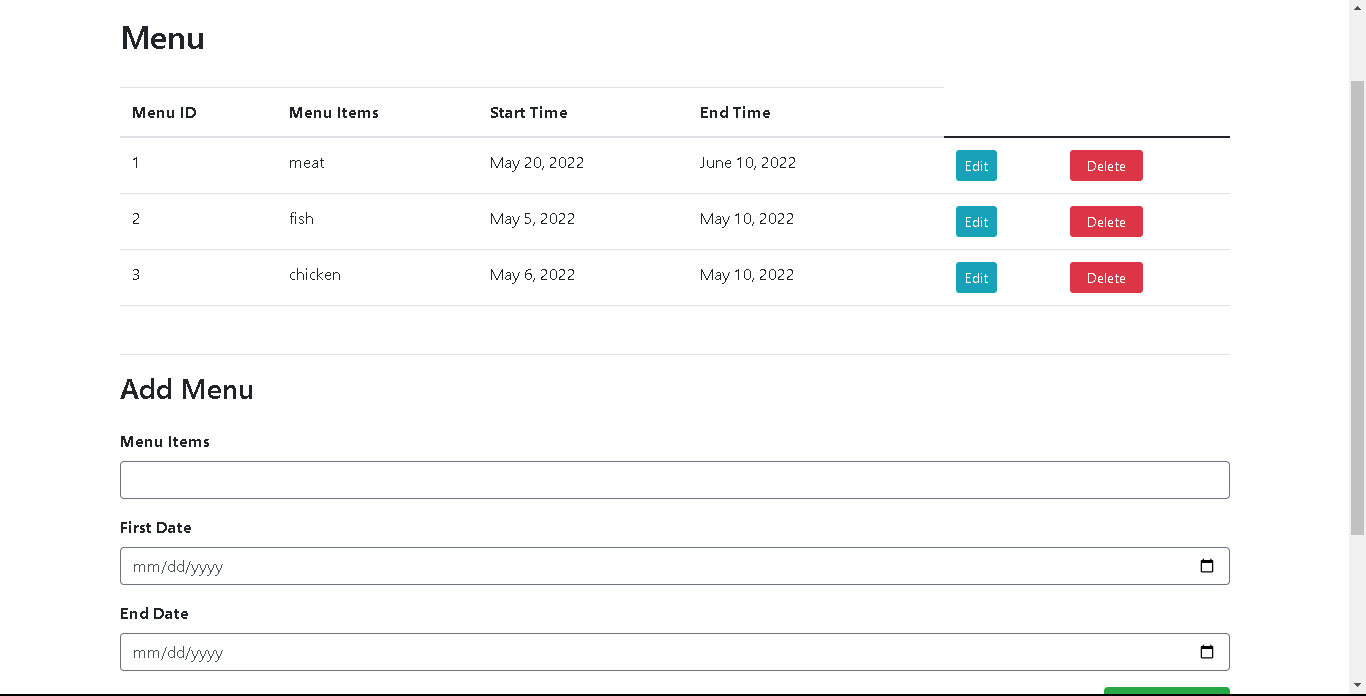 Menu
Menu ID Menu Items Start Time End Time
1 meat May 20, 2022 June 10, 2022 Edit Delete
2 fish May 5, 2022 May 10, 2022 Edit Delete
3 chicken May 6, 2022 May 10, 2022 Edit Delete
Add Menu
Menu Items
First Date
mm/dd/yyyy
End Date
mm/dd/yyyy